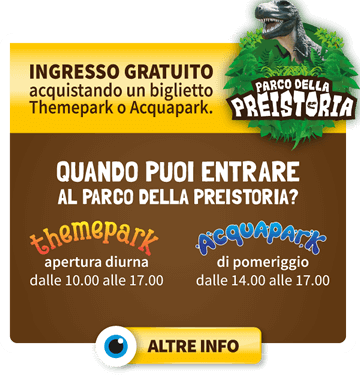 INGRESSO GRATUITO
acquistando un biglietto
Themepark o Acquapark.
PARCO DELLA
PREISTORIA
QUANDO PUOI ENTRARE
AL PARCO DELLA PREISTORIA?
themepark
apertura diurna
dalle 10.00 alle 17.00
ACQUAPARK
di pomeriggio
dalle 14.00 alle 17.00
ALTRE INFO